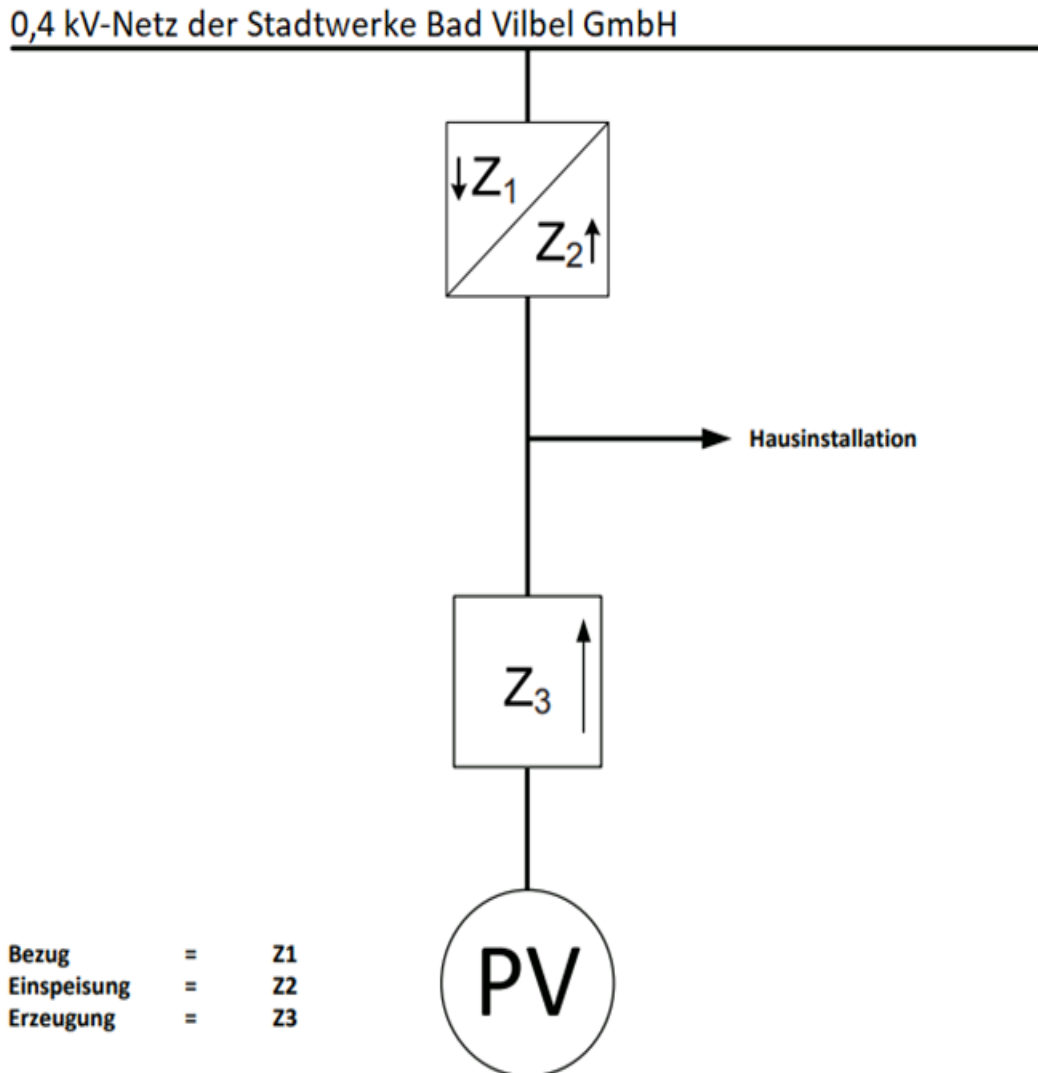 0,4 kV-Netz der Stadtwerke Bad Vilbel GmbH
↓Z₁
Z₂↑
Hausinstallation
Z₃
PV
Bezug = Z1
Einspeisung = Z2
Erzeugung = Z3